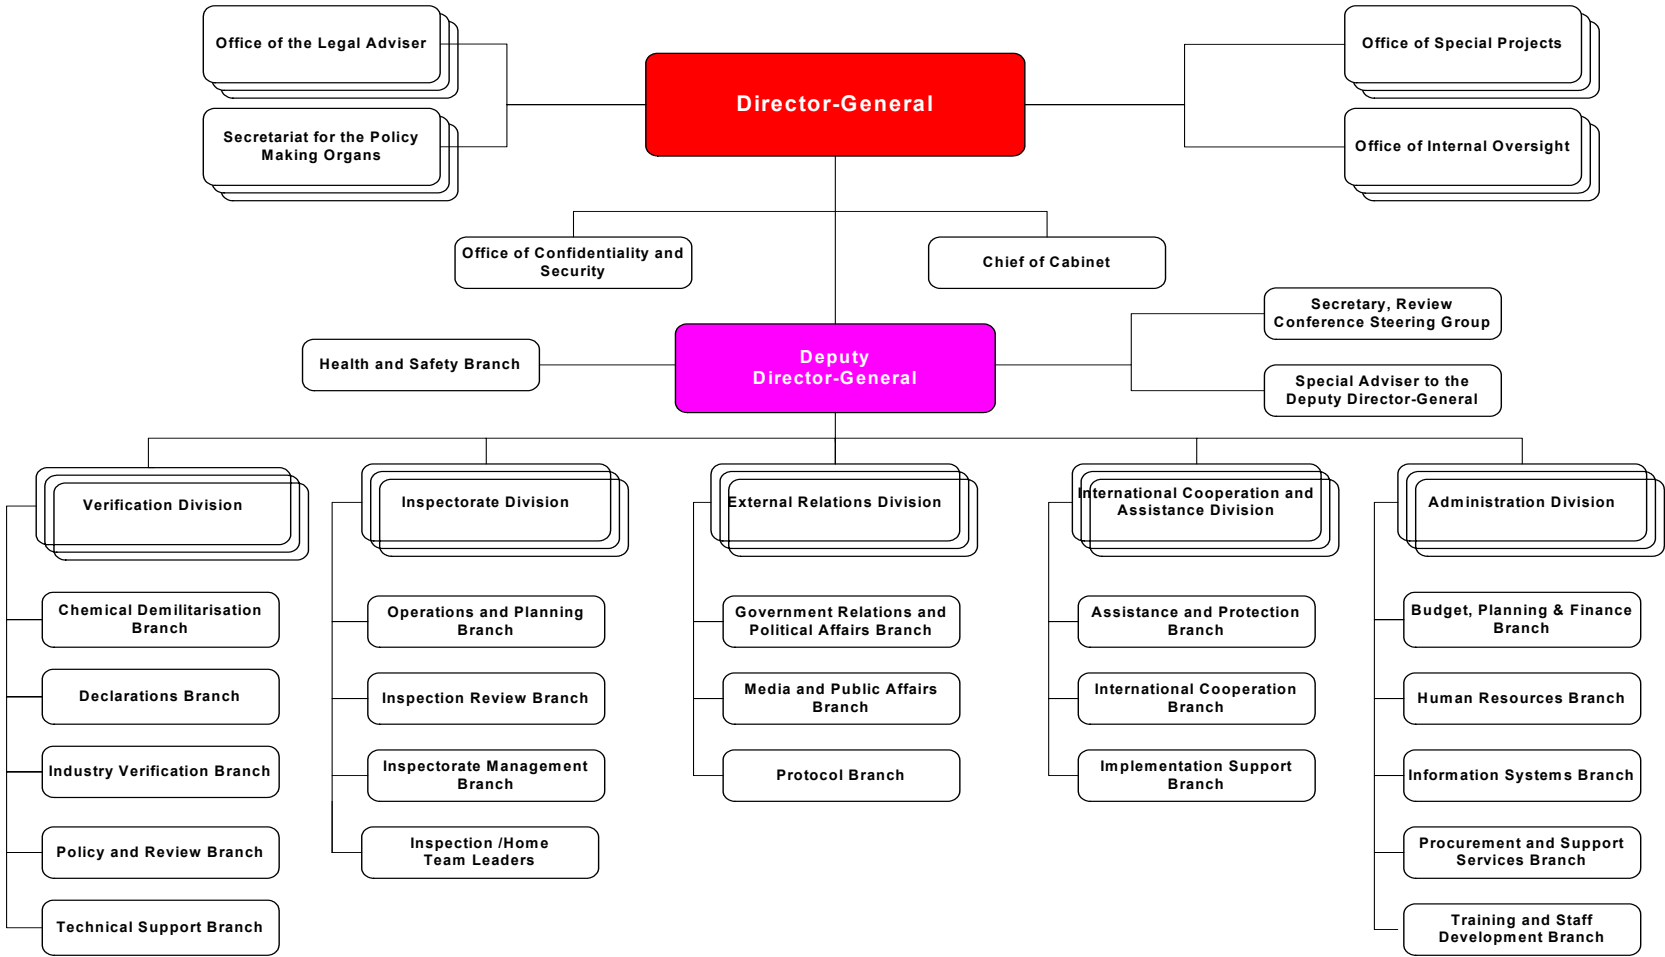 Office of the Legal Adviser
Office of Special Projects
Director-General
Secretariat for the Policy
Making Organs
Office of Internal Oversight
Office of Confidentiality and
Security
Chief of Cabinet
Secretary, Review
Conference Steering Group
Health and Safety Branch
Deputy
Director-General
Special Adviser to the
Deputy Director-General
Verification Division
Inspectorate Division
External Relations Division
International Cooperation and
Assistance Division
Administration Division
Chemical Demilitarisation
Branch
Operations and Planning
Branch
Government Relations and
Political Affairs Branch
Assistance and Protection
Branch
Budget, Planning & Finance
Branch
Declarations Branch
Inspection Review Branch
Media and Public Affairs
Branch
International Cooperation
Branch
Human Resources Branch
Industry Verification Branch
Inspectorate Management
Branch
Protocol Branch
Implementation Support
Branch
Information Systems Branch
Policy and Review Branch
Inspection /Home
Team Leaders
Procurement and Support
Services Branch
Technical Support Branch
Training and Staff
Development Branch